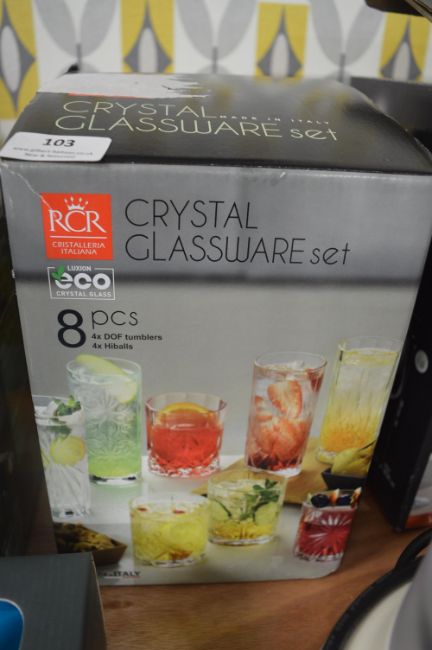 CRYSTAL
MADE IN ITALY
GLASSWARE set
103
RCR
CRISTALLERIA
ITALIANA
CRYSTAL
GLASSWARE set
LUXION
eco
CRYSTAL GLASS
8 pcs
4x DOF tumblers
4x Hiballs
ITALY